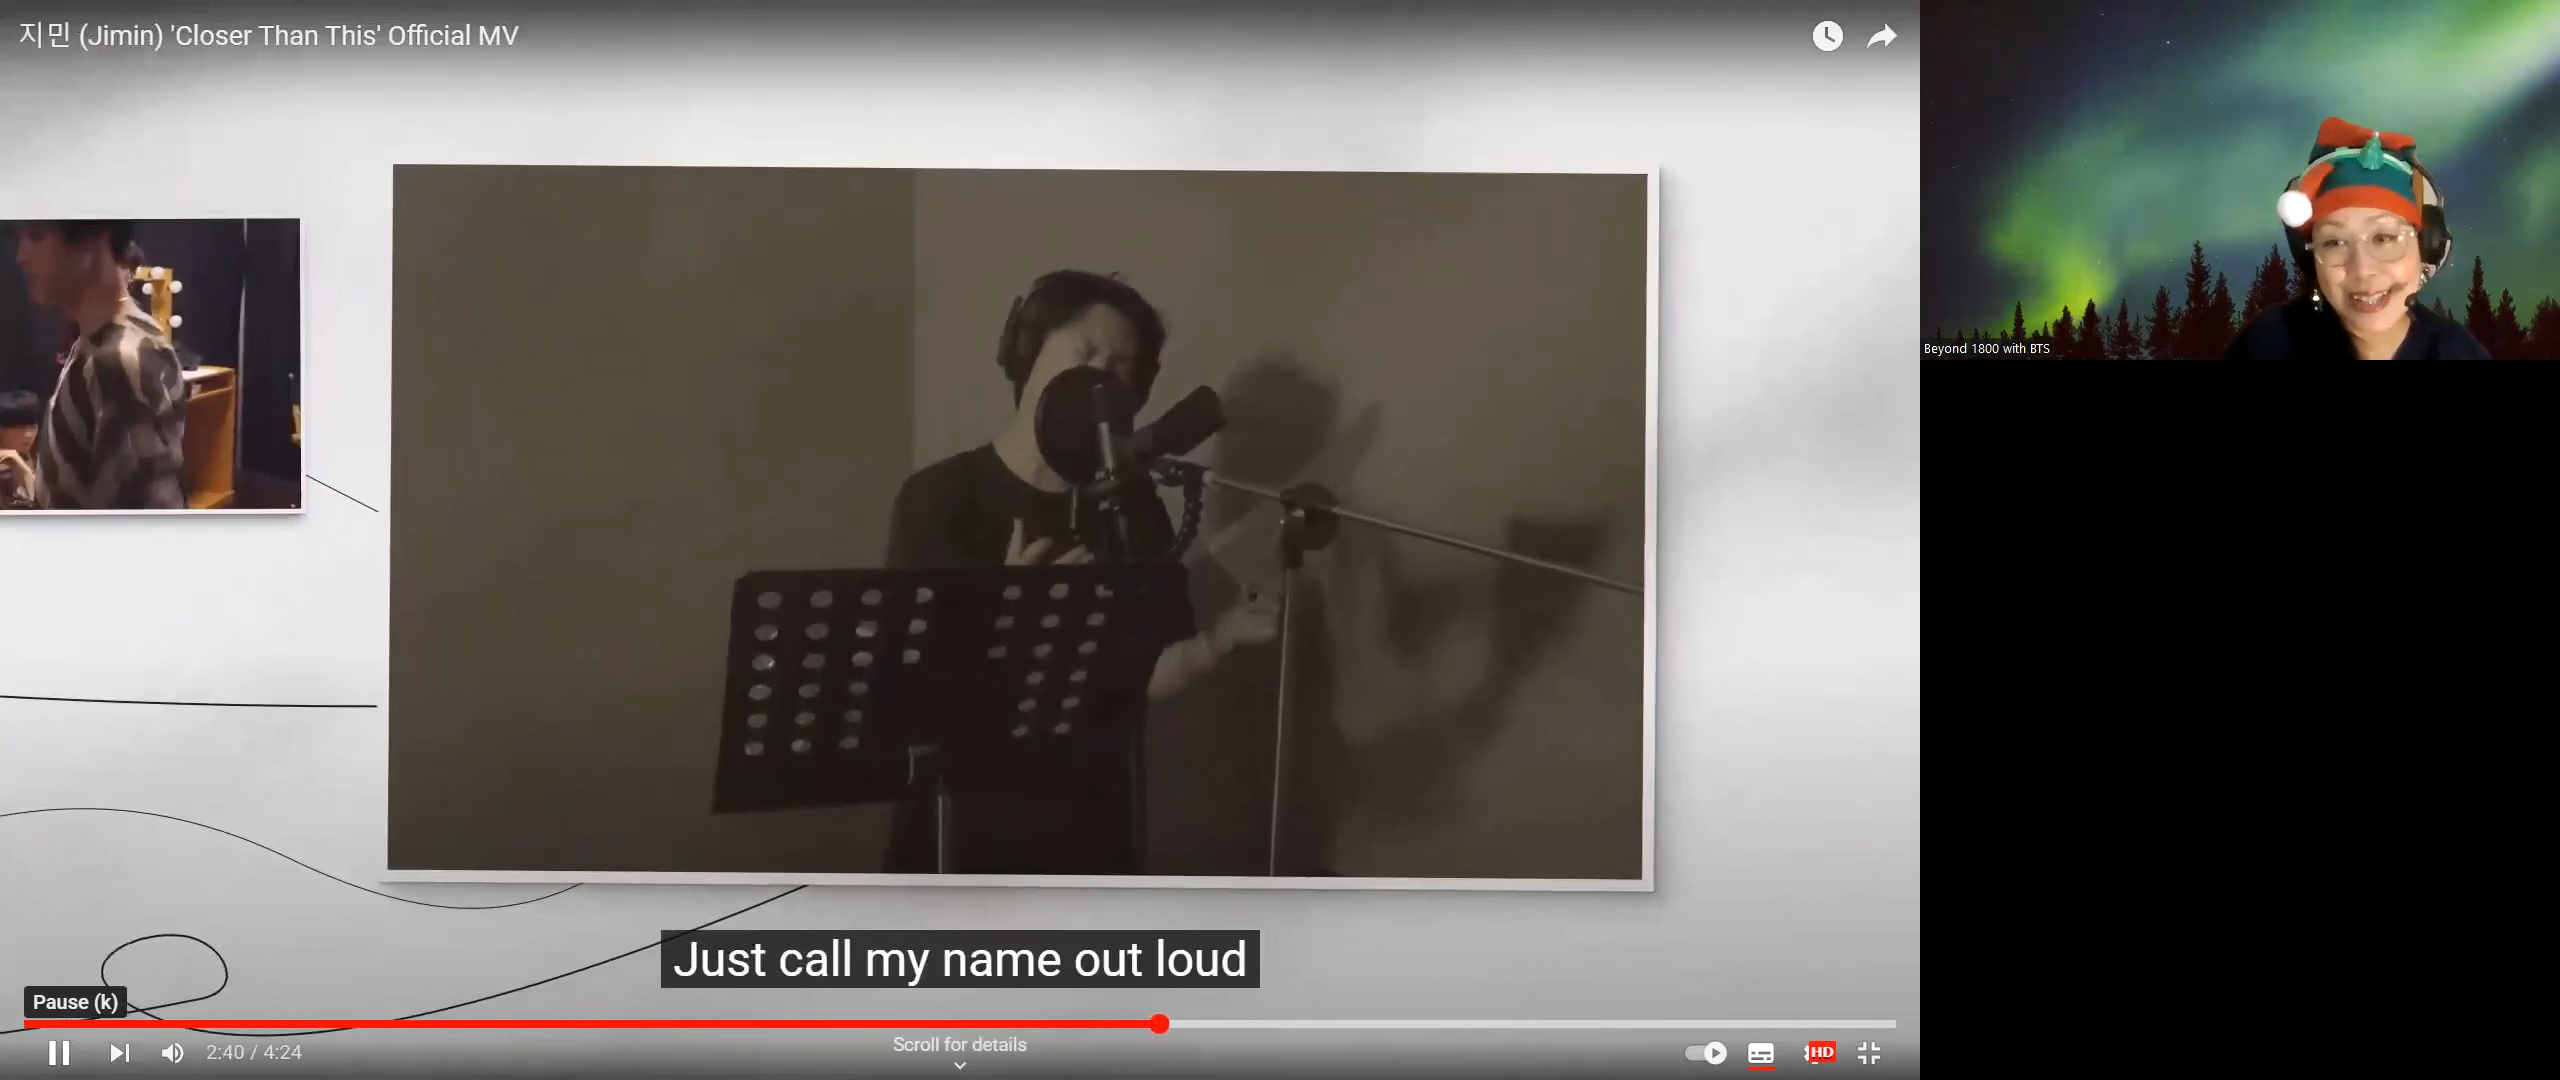 지민 (Jimin) 'Closer Than This' Official MV
Beyond 1800 with BTS
Just call my name out loud
Pause (k)
2:40 / 4:24
Scroll for details
HD